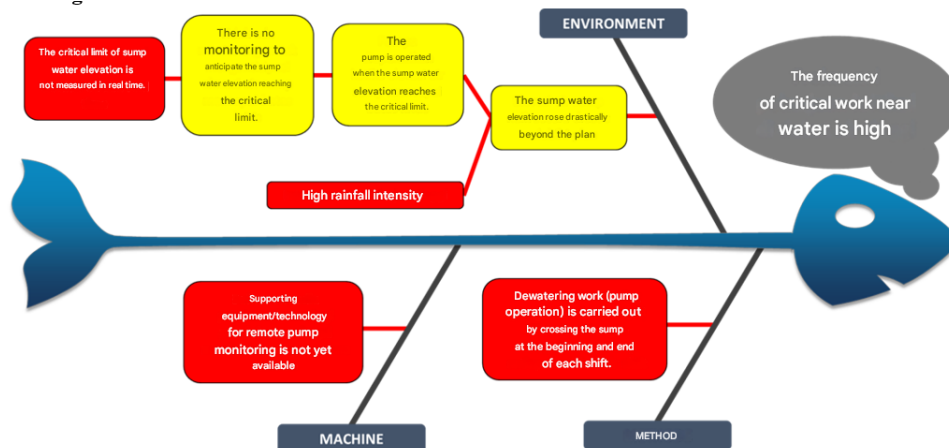 ENVIRONMENT
The critical limit of sump
water elevation is
not measured in real time.
There is no
monitoring to
anticipate the sump
water elevation reaching
the critical
limit.
The
pump is operated
when the sump water
elevation reaches
the critical limit.
The sump water
elevation rose drastically
beyond the plan
High rainfall intensity
The frequency
of critical work near
water is high
Supporting
equipment/technology
for remote pump
monitoring is not yet
available
Dewatering work (pump
operation) is carried out
by crossing the sump
at the beginning and end
of each shift.
MACHINE
METHOD